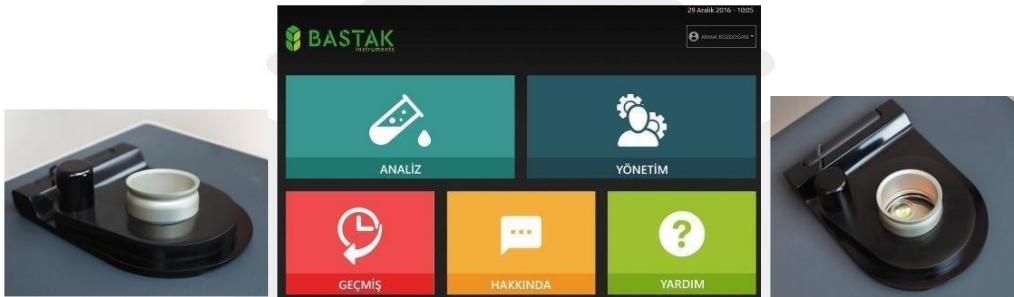 29 Aralık 2016 - 10:05
BASTAK
instruments
Ahmet BOZDOĞAN
ANALİZ
YÖNETİM
GEÇMİŞ
HAKKINDA
YARDIM